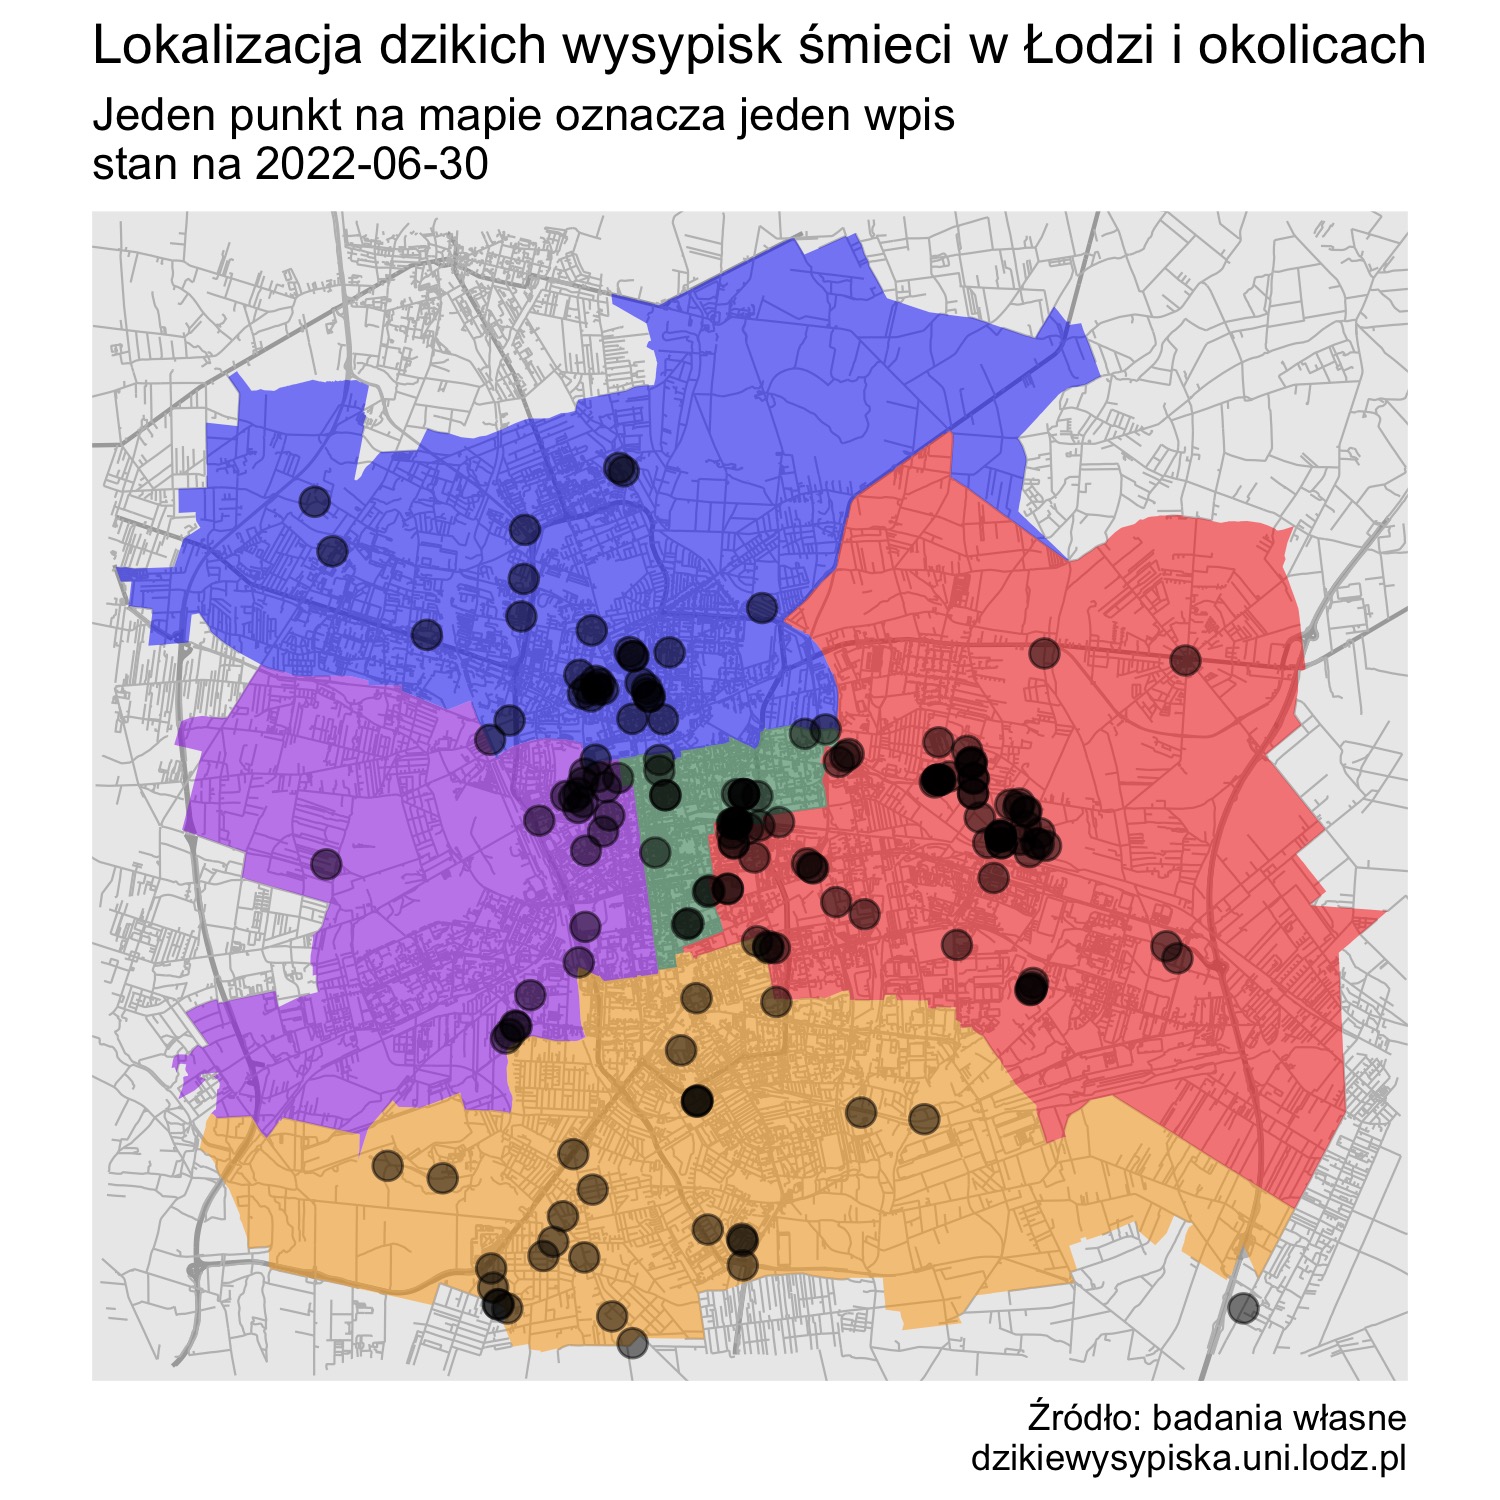 Lokalizacja dzikich wysypisk śmieci w Łodzi i okolicach
Jeden punkt na mapie oznacza jeden wpis
stan na 2022-06-30
Źródło: badania własne
dzikiewysypiska.uni.lodz.pl